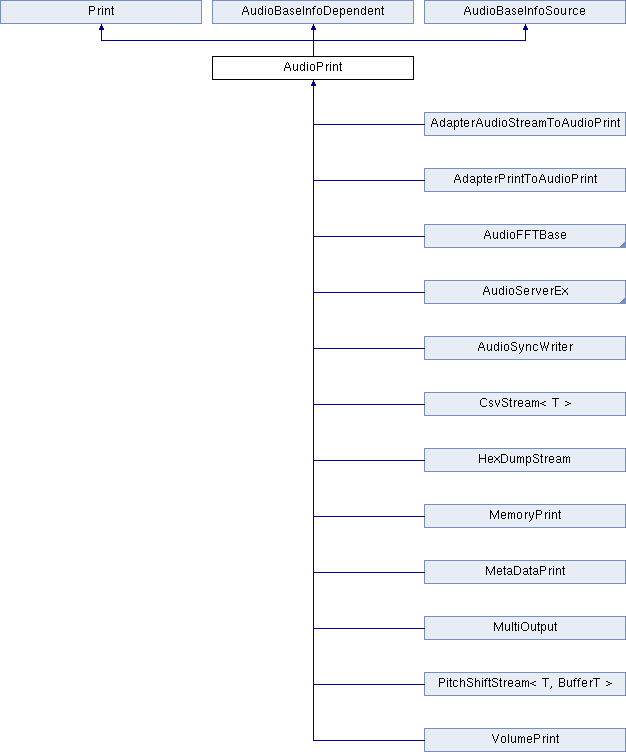 Print
AudioBaseInfoDependent
AudioBaseInfoSource
AudioPrint
AdapterAudioStreamToAudioPrint
AdapterPrintToAudioPrint
AudioFFTBase
AudioServerEx
AudioSyncWriter
CsvStream< T >
HexDumpStream
MemoryPrint
MetaDataPrint
MultiOutput
PitchShiftStream< T, BufferT >
VolumePrint